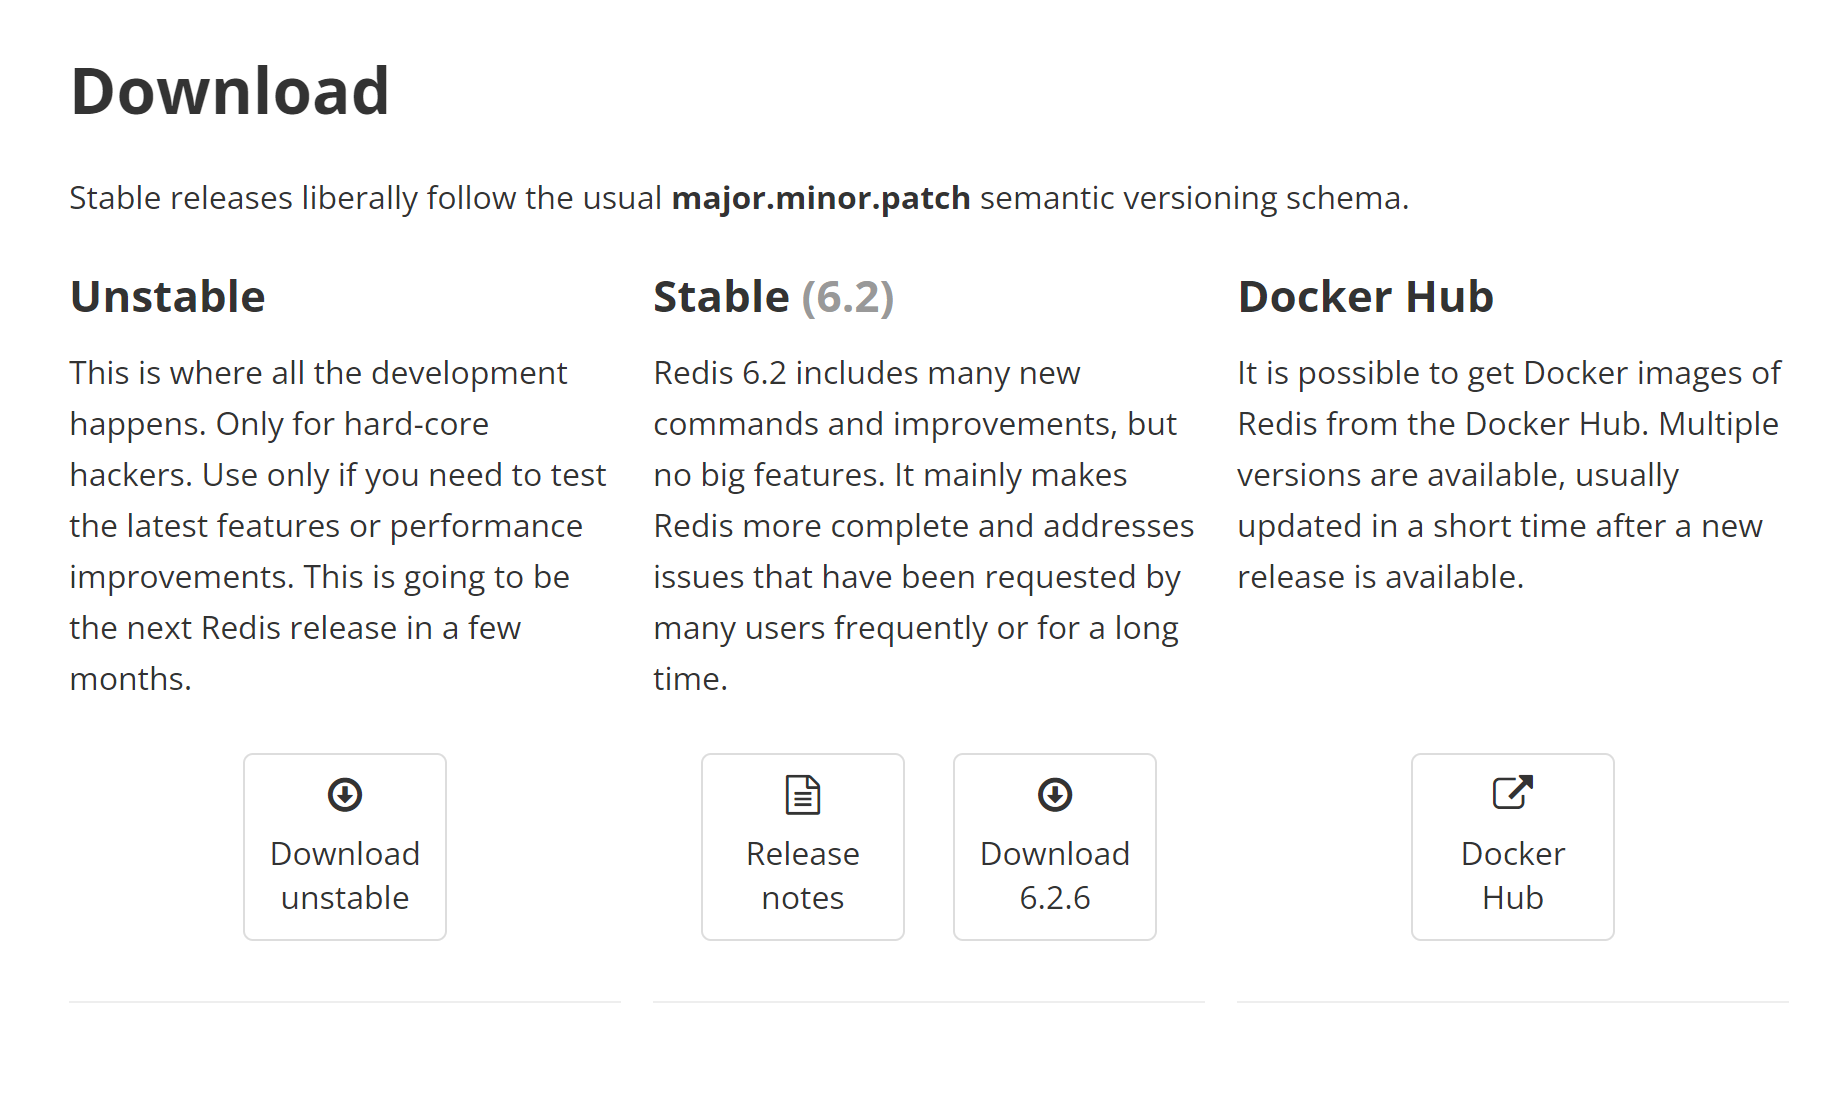 Download
Stable releases liberally follow the usual major.minor.patch semantic versioning schema.
Unstable
This is where all the development
happens. Only for hard-core
hackers. Use only if you need to test
the latest features or performance
improvements. This is going to be
the next Redis release in a few
months.
Download
unstable
Stable (6.2)
Redis 6.2 includes many new
commands and improvements, but
no big features. It mainly makes
Redis more complete and addresses
issues that have been requested by
many users frequently or for a long
time.
Release
notes
Download
6.2.6
Docker Hub
It is possible to get Docker images of
Redis from the Docker Hub. Multiple
versions are available, usually
updated in a short time after a new
release is available.
Docker
Hub